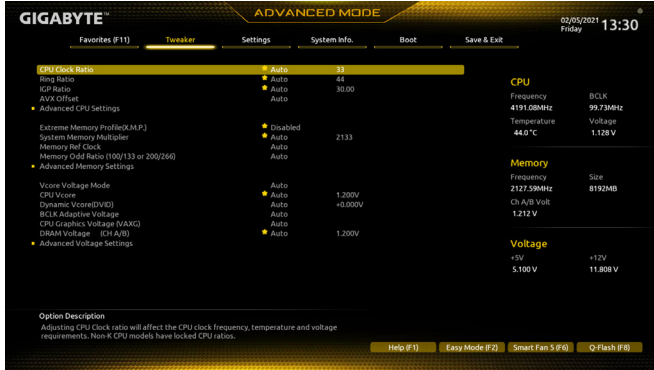 GIGABYTE™
ADVANCED MODE
02/05/2021 Friday 13:30
Favorites (F11) Tweaker Settings System Info. Boot Save & Exit
CPU Clock Ratio Auto 33
Ring Ratio Auto 44
IGP Ratio Auto 30.00
AVX Offset Auto
Advanced CPU Settings
Extreme Memory Profile(X.M.P.) Disabled
System Memory Multiplier Auto 2133
Memory Ref Clock Auto
Memory Odd Ratio (100/133 or 200/266) Auto
Advanced Memory Settings
Vcore Voltage Mode Auto
CPU Vcore Auto 1.200V
Dynamic Vcore(DVID) Auto +0.000V
BCLK Adaptive Voltage Auto
CPU Graphics Voltage (VAXG) Auto
DRAM Voltage (CH A/B) Auto 1.200V
Advanced Voltage Settings
CPU
Frequency BCLK
4191.08MHz 99.73MHz
Temperature Voltage
44.0 °C 1.128 V
Memory
Frequency Size
2127.59MHz 8192MB
Ch A/B Volt
1.212 V
Voltage
+5V +12V
5.100 V 11.808 V
Option Description
Adjusting CPU Clock ratio will affect the CPU clock frequency, temperature and voltage
requirements. Non-K CPU models have locked CPU ratios.
Help (F1) Easy Mode (F2) Smart Fan 5 (F6) Q-Flash (F8)